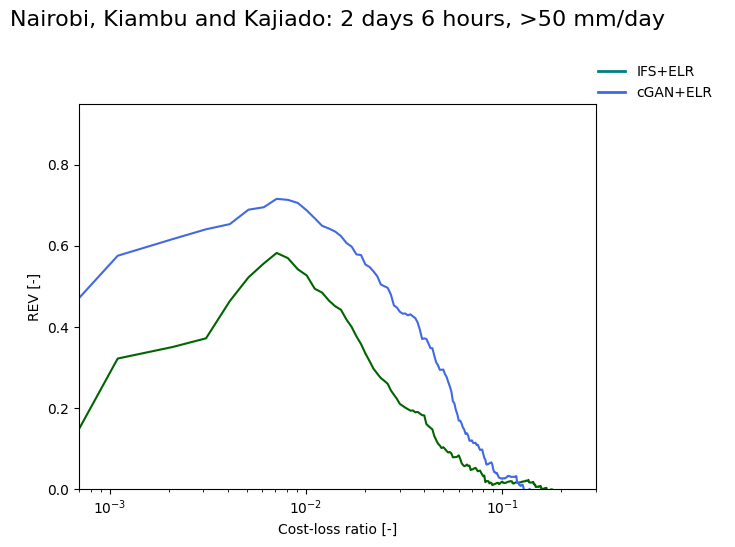 Nairobi, Kiambu and Kajiado: 2 days 6 hours, >50 mm/day
IFS+ELR
cGAN+ELR
0.8
0.6
0.4
0.2
0.0
REV [-]
10⁻³
10⁻²
10⁻¹
Cost-loss ratio [-]